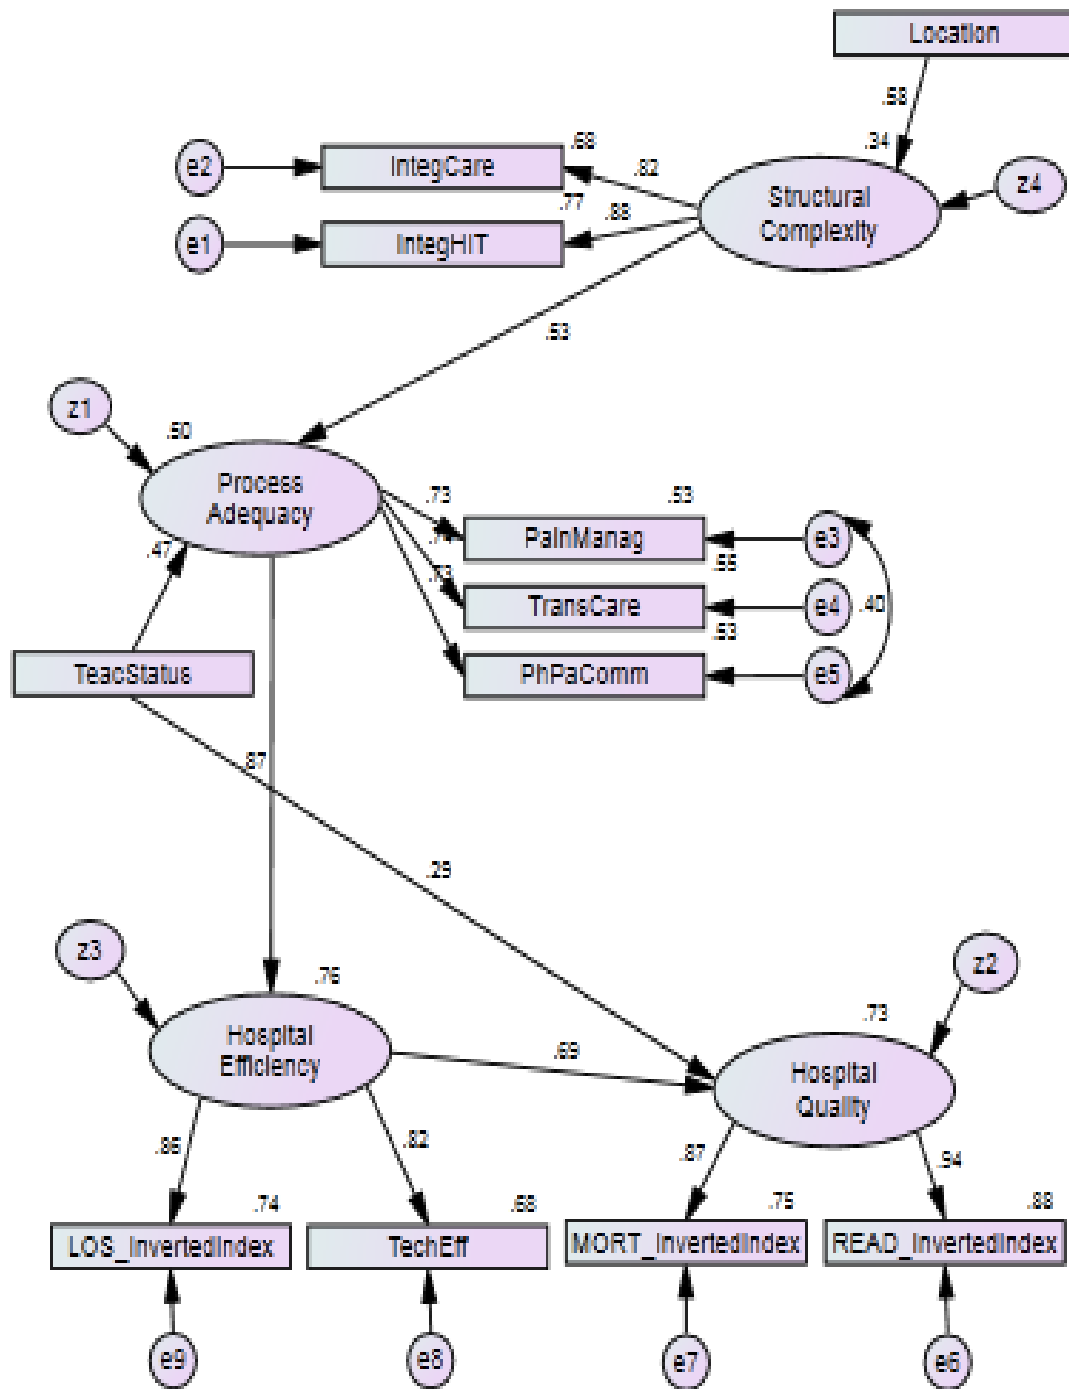 Location
.58
.68
.34
e2
IntegCare
.82
z4
Structural
Complexity
.77
.88
e1
IntegHIT
.53
z1
.50
Process
Adequacy
.73
.53
PainManag
e3
.47
TransCare
e4
.40
TeacStatus
PhPaComm
e5
.87
.29
z3
z2
.76
.73
Hospital
Efficiency
.69
Hospital
Quality
.86
.82
.87
.94
.74
.68
.75
.88
LOS_InvertedIndex
TechEff
MORT_InvertedIndex
READ_InvertedIndex
e9
e8
e7
e6